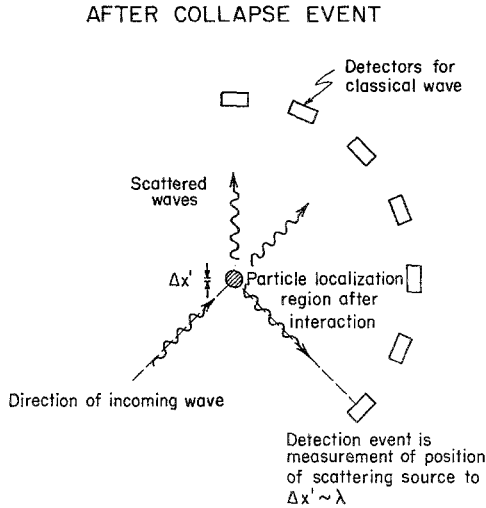 AFTER COLLAPSE EVENT
Detectors for
classical wave
Scattered
waves
Δx'
Particle localization
region after
interaction
Direction of incoming wave
Detection event is
measurement of position
of scattering source to
Δx' ~ λ